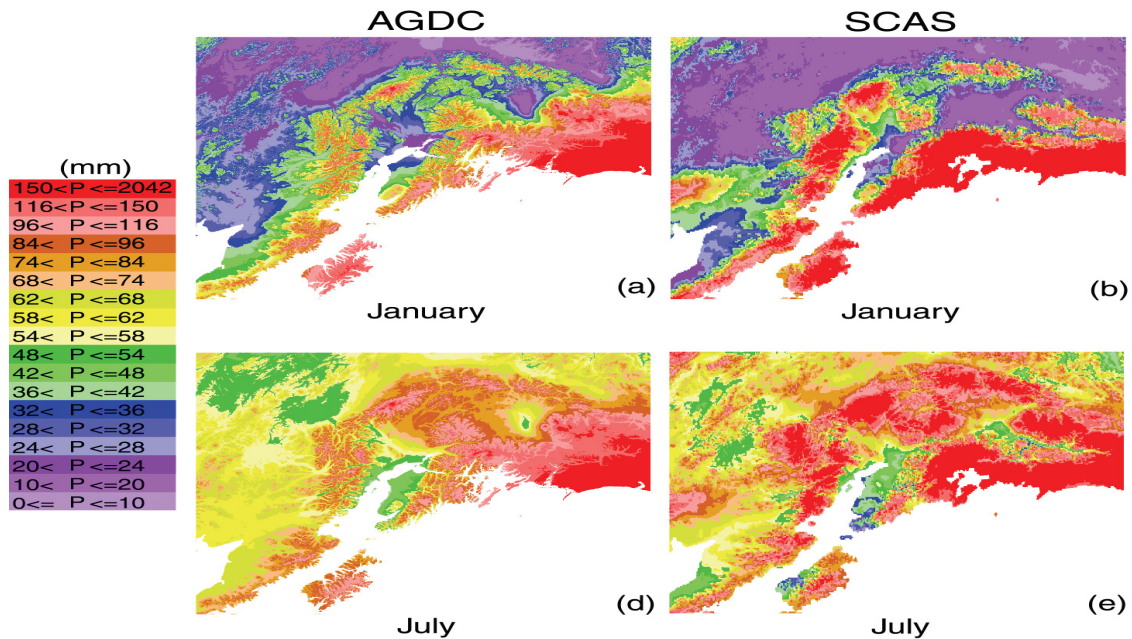 AGDC
SCAS
(mm)
150< P <=2042
116< P <=150
96< P <=116
84< P <=96
74< P <=84
68< P <=74
62< P <=68
58< P <=62
54< P <=58
48< P <=54
42< P <=48
36< P <=42
32< P <=36
28< P <=32
24< P <=28
20< P <=24
10< P <=20
0<= P <=10
(a)
January
(b)
January
(d)
July
(e)
July